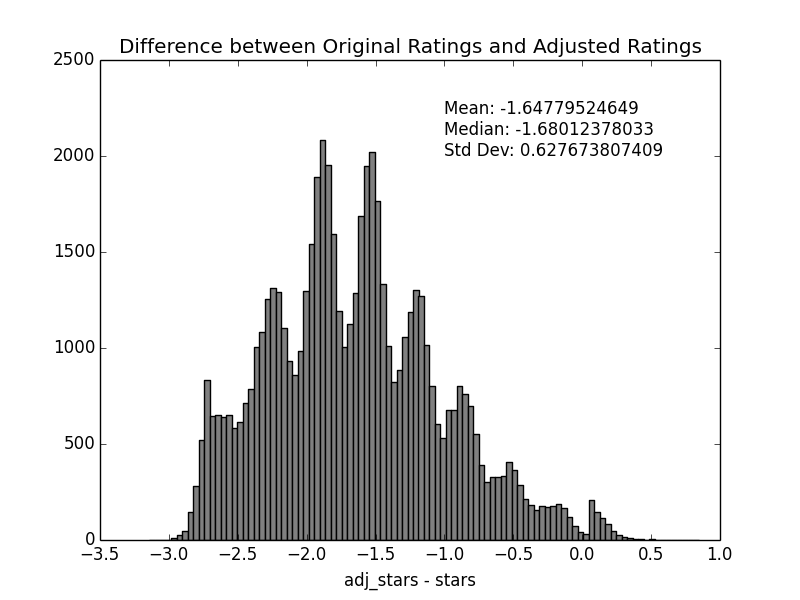 Difference between Original Ratings and Adjusted Ratings
2500
Mean: -1.64779524649
Median: -1.68012378033
Std Dev: 0.627673807409
2000
1500
1000
500
0
−3.5 −3.0 −2.5 −2.0 −1.5 −1.0 −0.5 0.0 0.5 1.0
adj_stars - stars